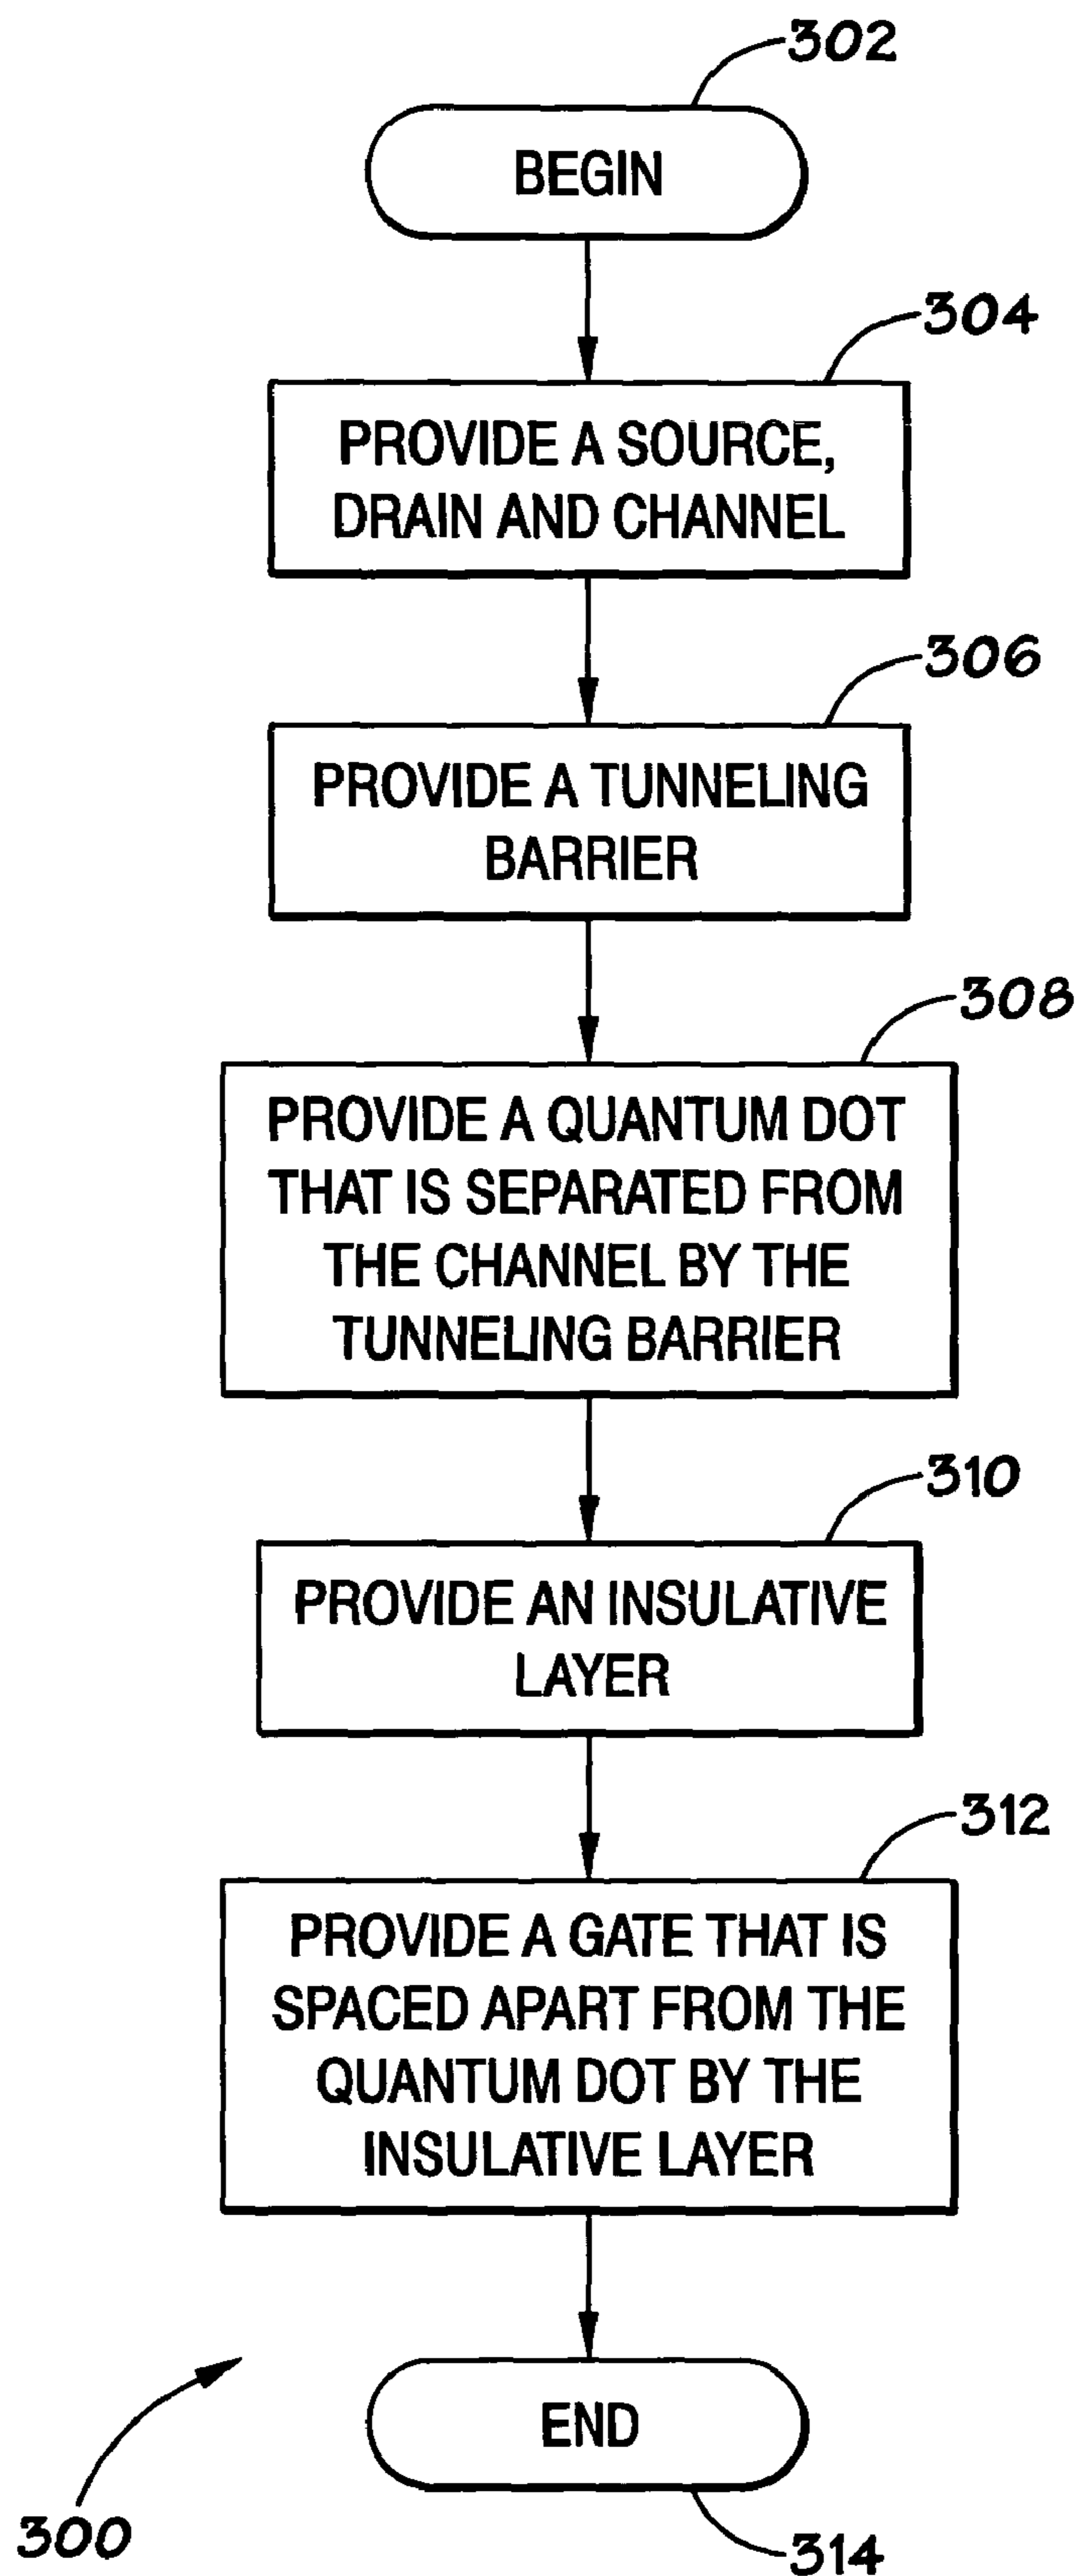 302
BEGIN
304
PROVIDE A SOURCE,
DRAIN AND CHANNEL
306
PROVIDE A TUNNELING
BARRIER
308
PROVIDE A QUANTUM DOT
THAT IS SEPARATED FROM
THE CHANNEL BY THE
TUNNELING BARRIER
310
PROVIDE AN INSULATIVE
LAYER
312
PROVIDE A GATE THAT IS
SPACED APART FROM THE
QUANTUM DOT BY THE
INSULATIVE LAYER
END
300
314